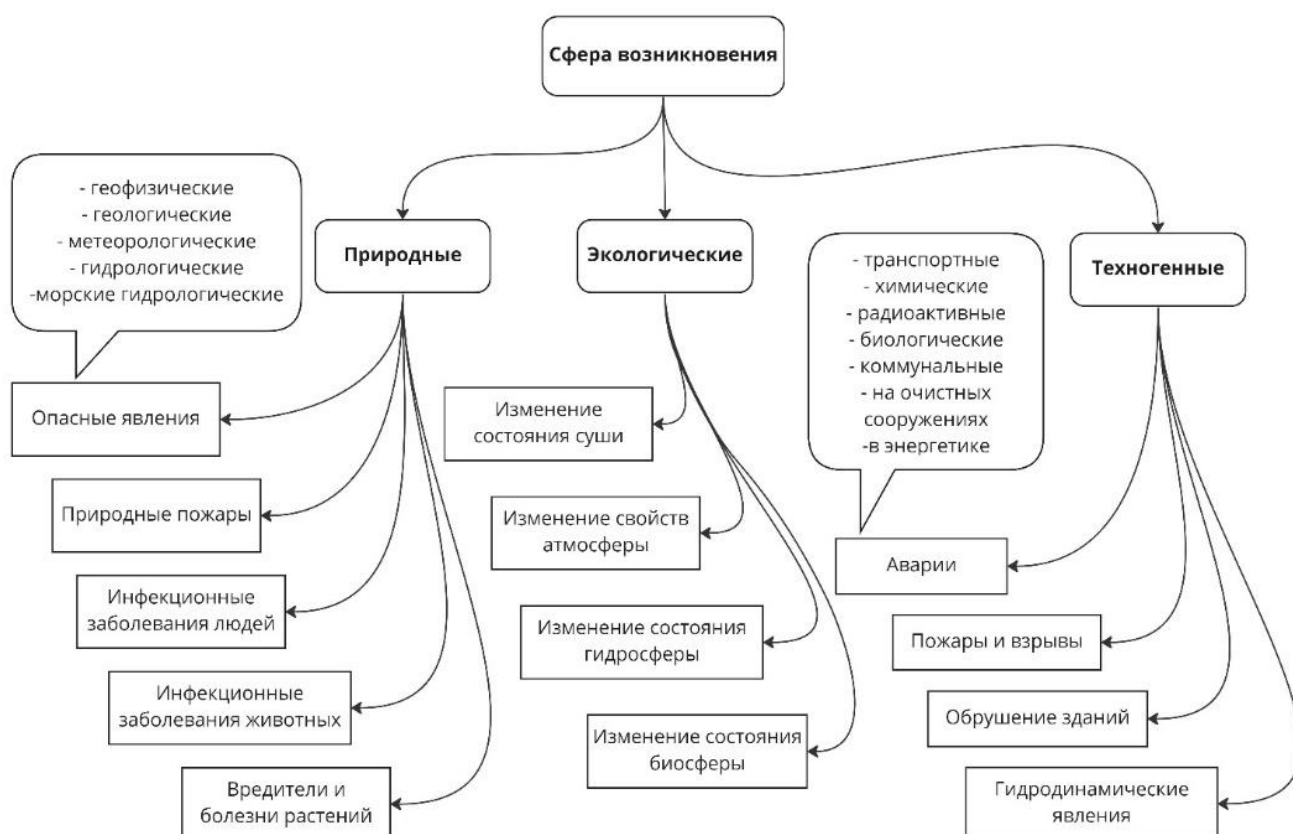 Сфера возникновения
- геофизические
- геологические
- метеорологические
- гидрологические
-морские гидрологические
Природные
Экологические
- транспортные
- химические
- радиоактивные
- биологические
- коммунальные
- на очистных
сооружениях
-в энергетике
Техногенные
Опасные явления
Природные пожары
Инфекционные
заболевания людей
Инфекционные
заболевания животных
Вредители и
болезни растений
Изменение
состояния суши
Изменение свойств
атмосферы
Изменение состояния
гидросферы
Изменение состояния
биосферы
Аварии
Пожары и взрывы
Обрушение зданий
Гидродинамические
явления